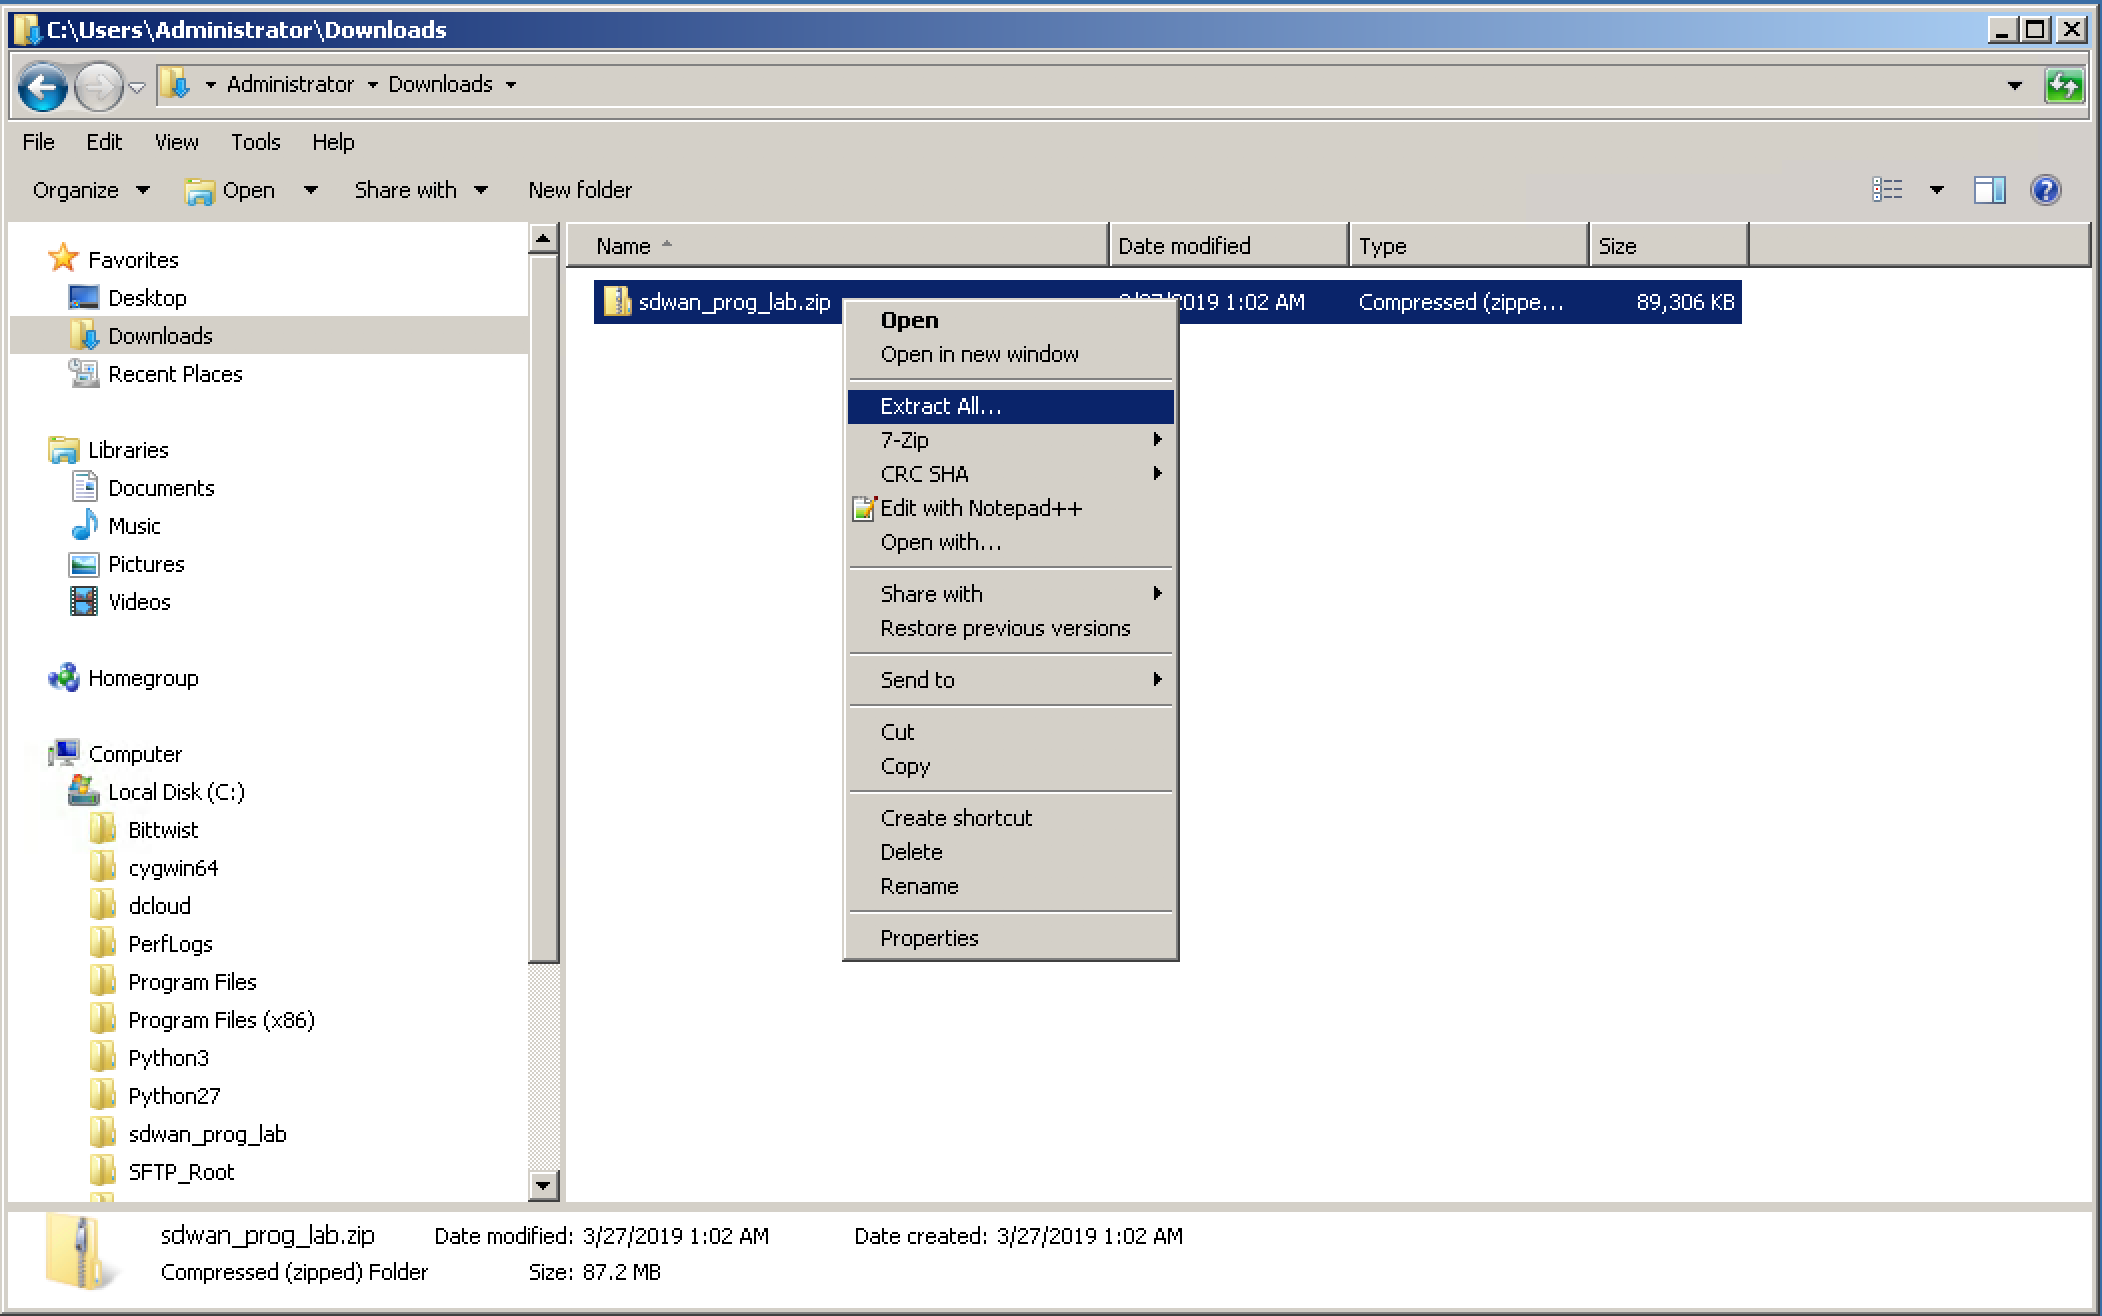 C:\Users\Administrator\Downloads
Administrator Downloads
File Edit View Tools Help
Organize Open Share with New folder
Favorites
Desktop
Downloads
Recent Places
Libraries
Documents
Music
Pictures
Videos
Homegroup
Computer
Local Disk (C:)
Bittwist
cygwin64
dcloud
PerfLogs
Program Files
Program Files (x86)
Python3
Python27
sdwan_prog_lab
SFTP_Root
Name Date modified Type Size
sdwan_prog_lab.zip 2019 1:02 AM Compressed (zippe... 89,306 KB
Open
Open in new window
Extract All...
7-Zip
CRC SHA
Edit with Notepad++
Open with...
Share with
Restore previous versions
Send to
Cut
Copy
Create shortcut
Delete
Rename
Properties
sdwan_prog_lab.zip Date modified: 3/27/2019 1:02 AM Date created: 3/27/2019 1:02 AM
Compressed (zipped) Folder Size: 87.2 MB